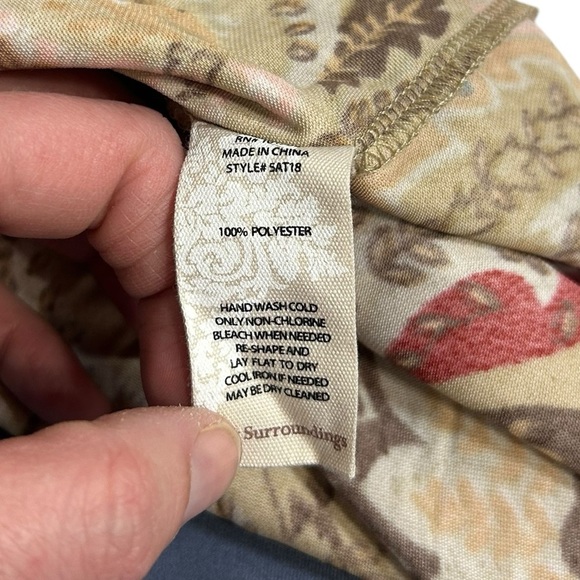 RN#
MADE IN CHINA
STYLE# SAT18
100% POLYESTER
HAND WASH COLD
ONLY NON-CHLORINE
BLEACH WHEN NEEDED
RE-SHAPE AND
LAY FLAT TO DRY
COOL IRON IF NEEDED
MAY BE DRY CLEANED
Surroundings